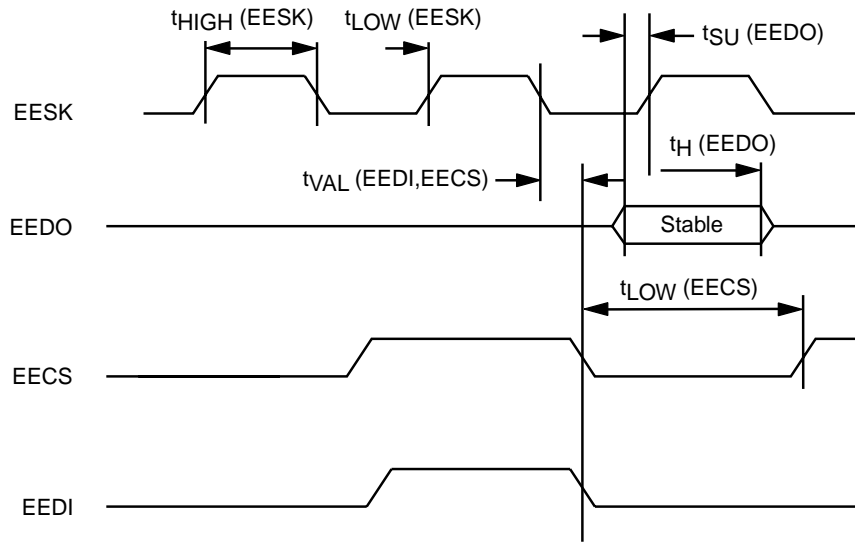 tHIGH (EESK)
tLOW (EESK)
tSU (EEDO)
EESK
tH (EEDO)
tVAL (EEDI,EECS)
EEDO
Stable
tLOW (EECS)
EECS
EEDI